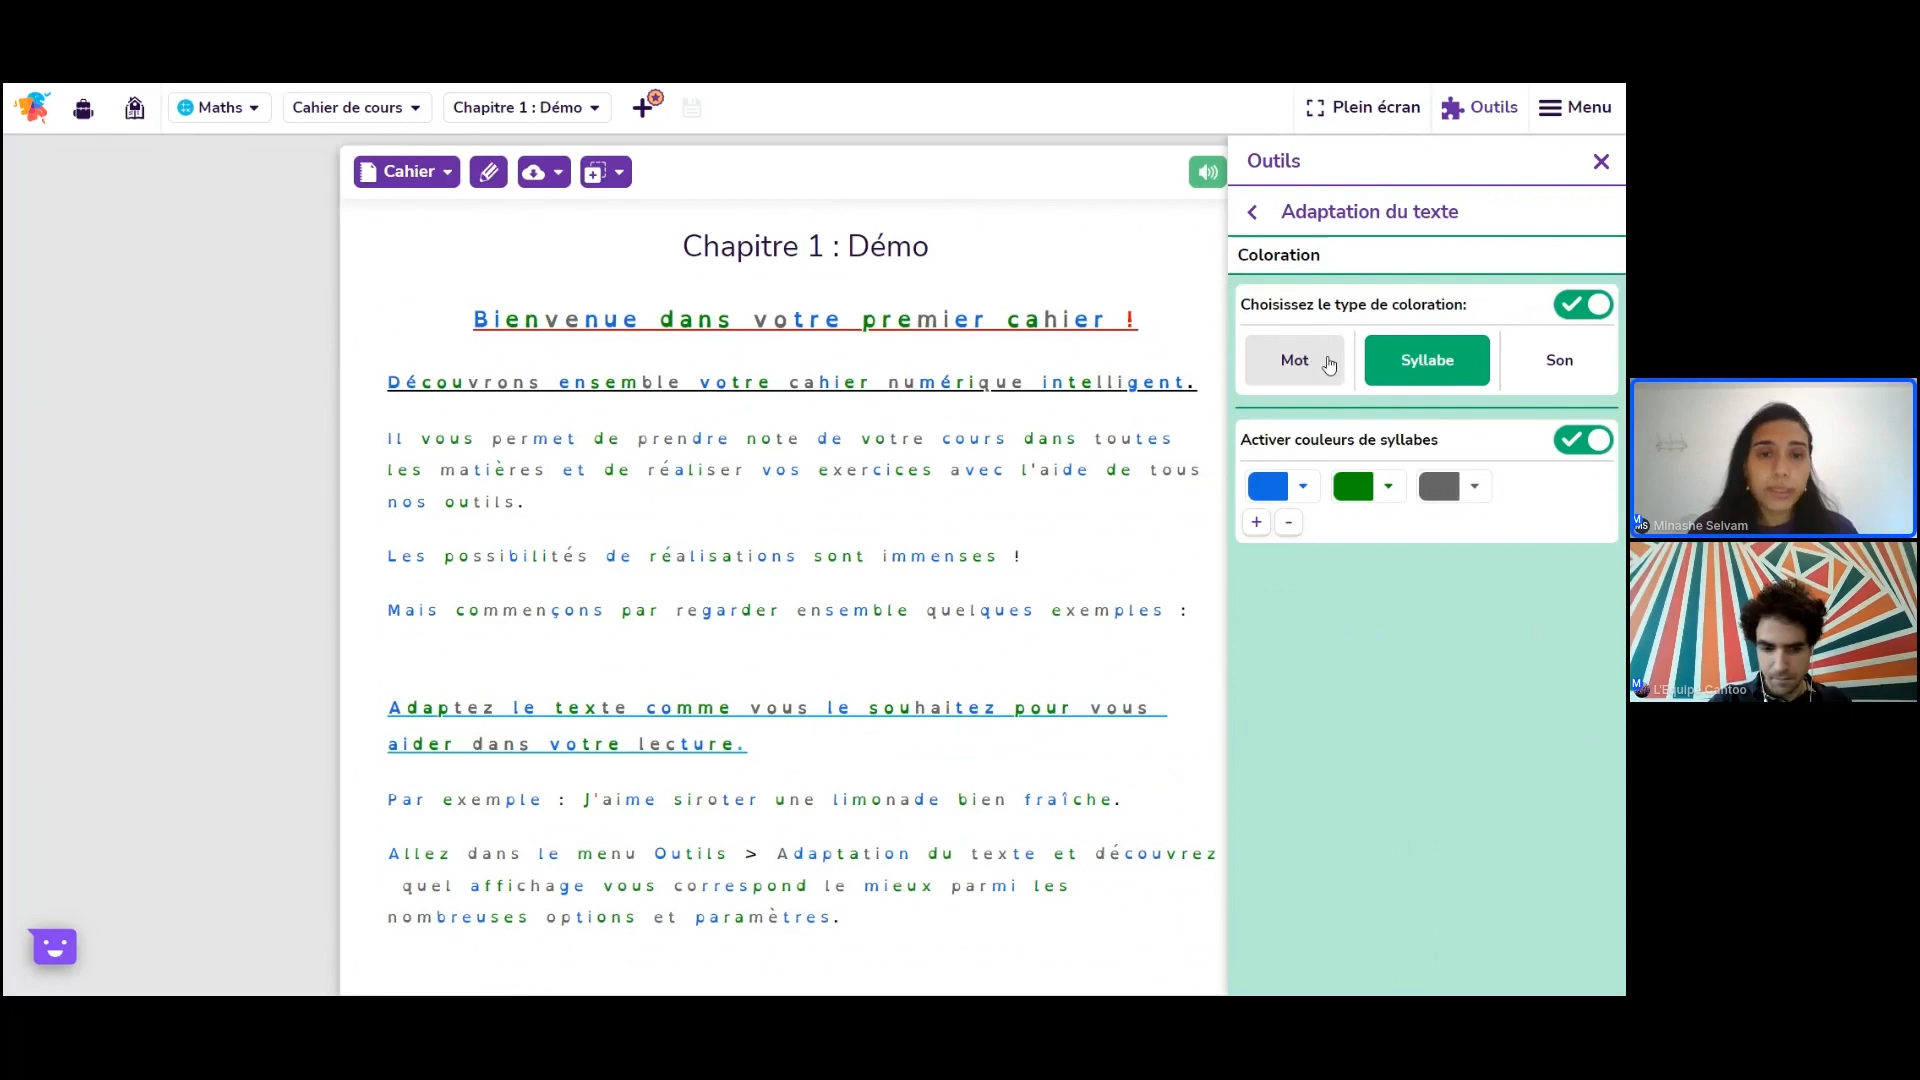 Maths
Cahier de cours
Chapitre 1 : Démo
Plein écran
Outils
Menu
Cahier
Chapitre 1 : Démo
Bienvenue dans votre premier cahier !
Découvrons ensemble votre cahier numérique intelligent.
Il vous permet de prendre note de votre cours dans toutes
les matières et de réaliser vos exercices avec l'aide de tous
nos outils.
Les possibilités de réalisations sont immenses !
Mais commençons par regarder ensemble quelques exemples :
Adaptez le texte comme vous le souhaitez pour vous
aider dans votre lecture.
Par exemple : J'aime siroter une limonade bien fraîche.
Allez dans le menu Outils > Adaptation du texte et découvrez
quel affichage vous correspond le mieux parmi les
nombreuses options et paramètres.
Outils
Adaptation du texte
Coloration
Choisissez le type de coloration:
Mot
Syllabe
Son
Activer couleurs de syllabes
+ -
M
MS Minashe Selvam
M
L'Équipe Cantoo